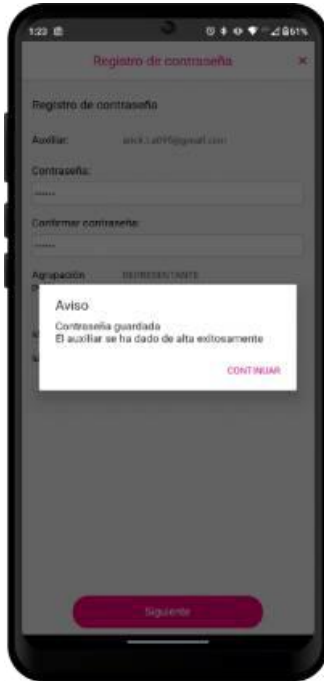 1:23
61%
Registro de contraseña ×
Registro de contraseña
Auxiliar:
Contraseña:
••••••
Confirmar contraseña:
••••••
Agrupación REPRESENTANTE
Aviso
Contraseña guardada
El auxiliar se ha dado de alta exitosamente
CONTINUAR
Siguiente